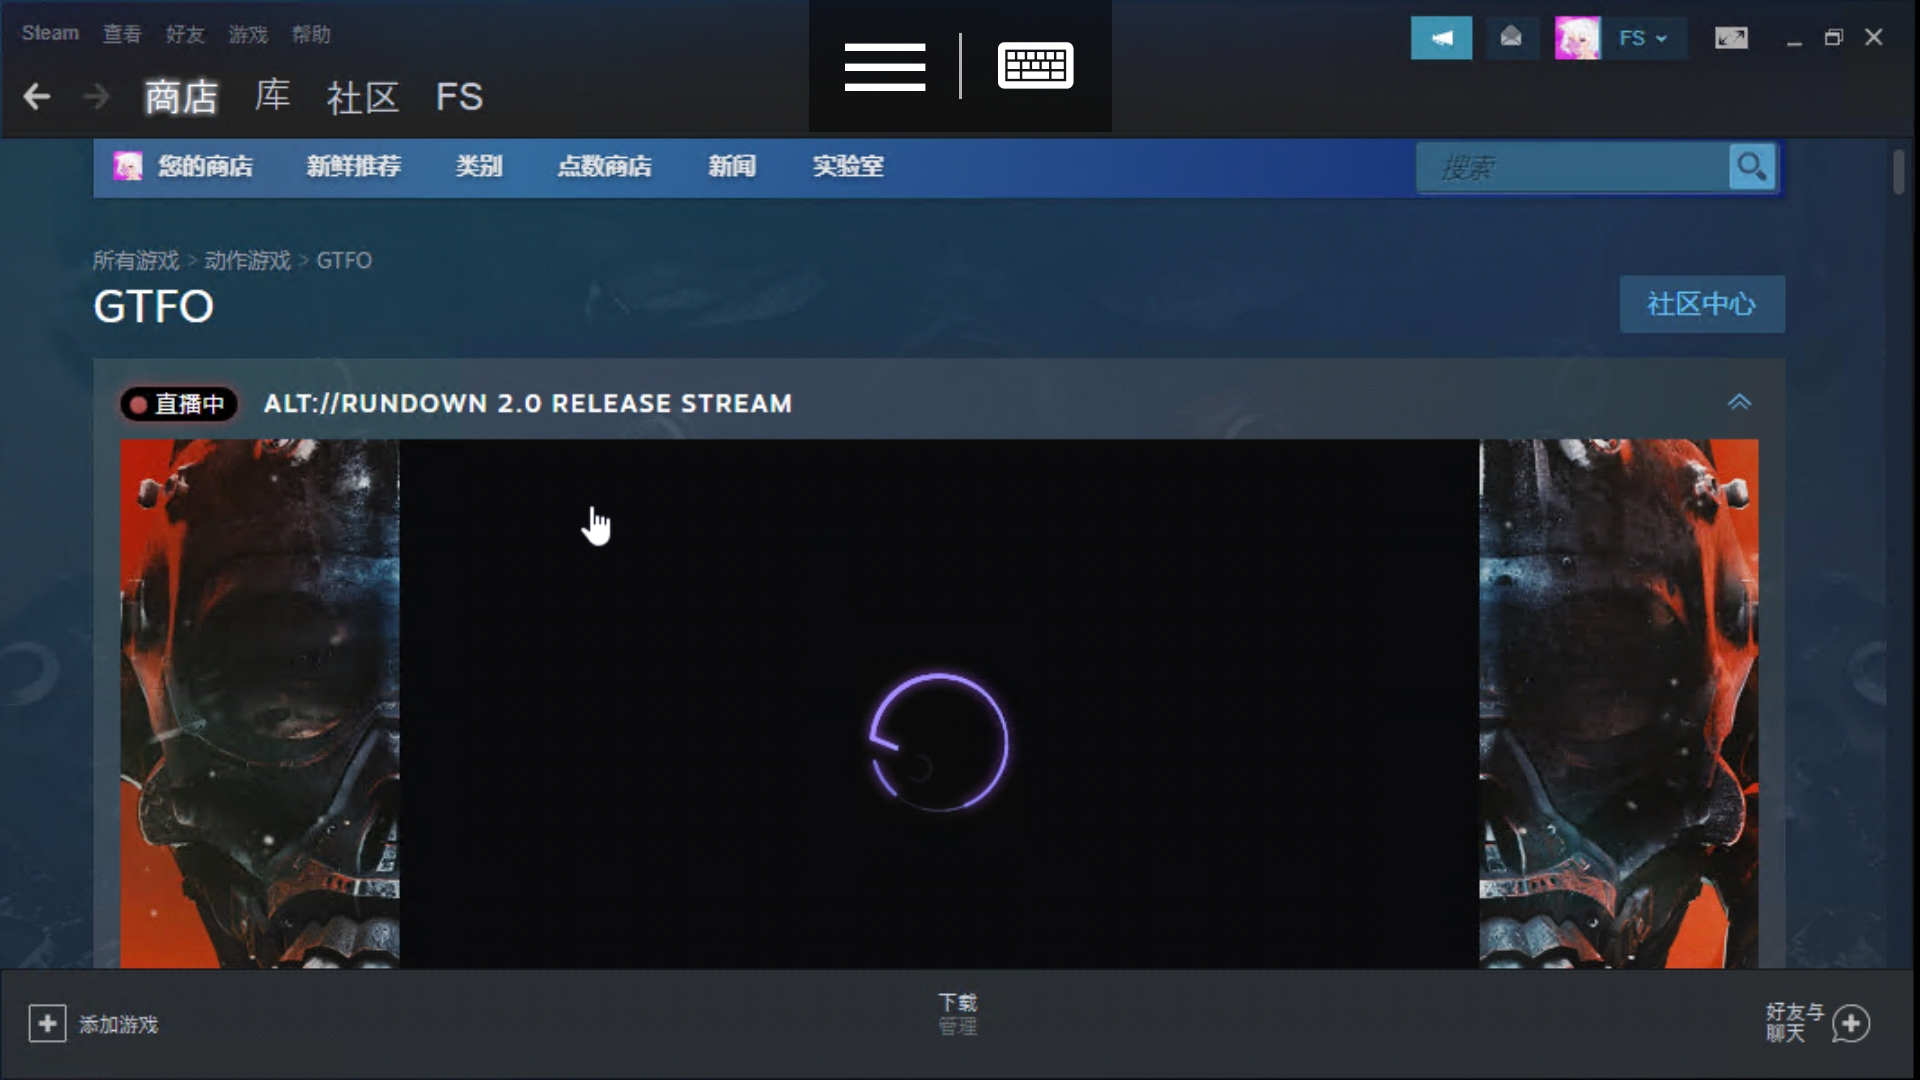 Steam 查看 好友 游戏 帮助
FS
商店 库 社区 FS
您的商店 新鲜推荐 类别 点数商店 新闻 实验室
搜索
所有游戏 > 动作游戏 > GTFO
GTFO
社区中心
直播中 ALT://RUNDOWN 2.0 RELEASE STREAM
添加游戏
下载
管理
好友与
聊天